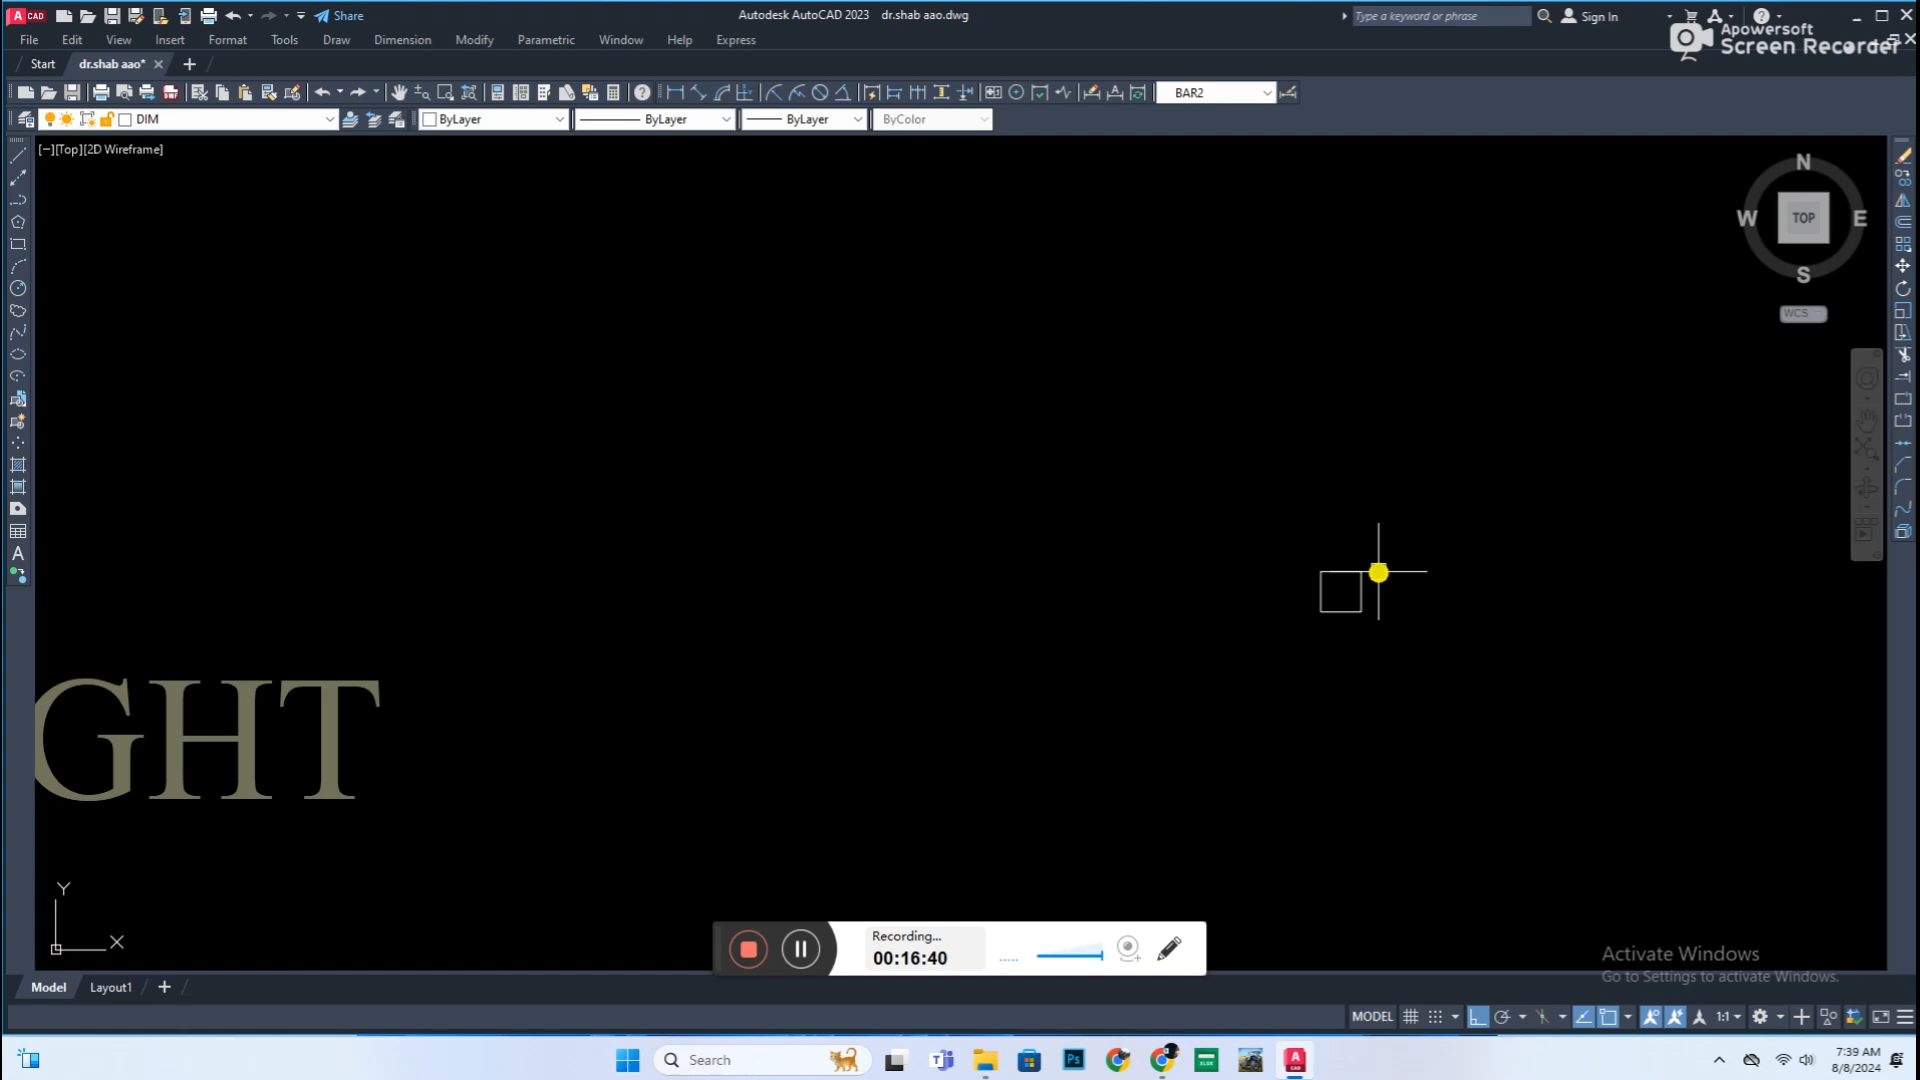 CAD
Share
Autodesk AutoCAD 2023 dr.shab aao.dwg
Type a keyword or phrase
Sign In
File Edit View Insert Format Tools Draw Dimension Modify Parametric Window Help Express
Apowersoft
Screen Recorder
Start dr.shab aao*
BAR2
DIM ByLayer ByLayer ByLayer ByColor
[−][Top][2D Wireframe]
N
W TOP E
S
WCS
GHT
Y
X
Recording...
00:16:40
Activate Windows
Go to Settings to activate Windows.
Model Layout1
MODEL 1:1
Search
7:39 AM
8/8/2024